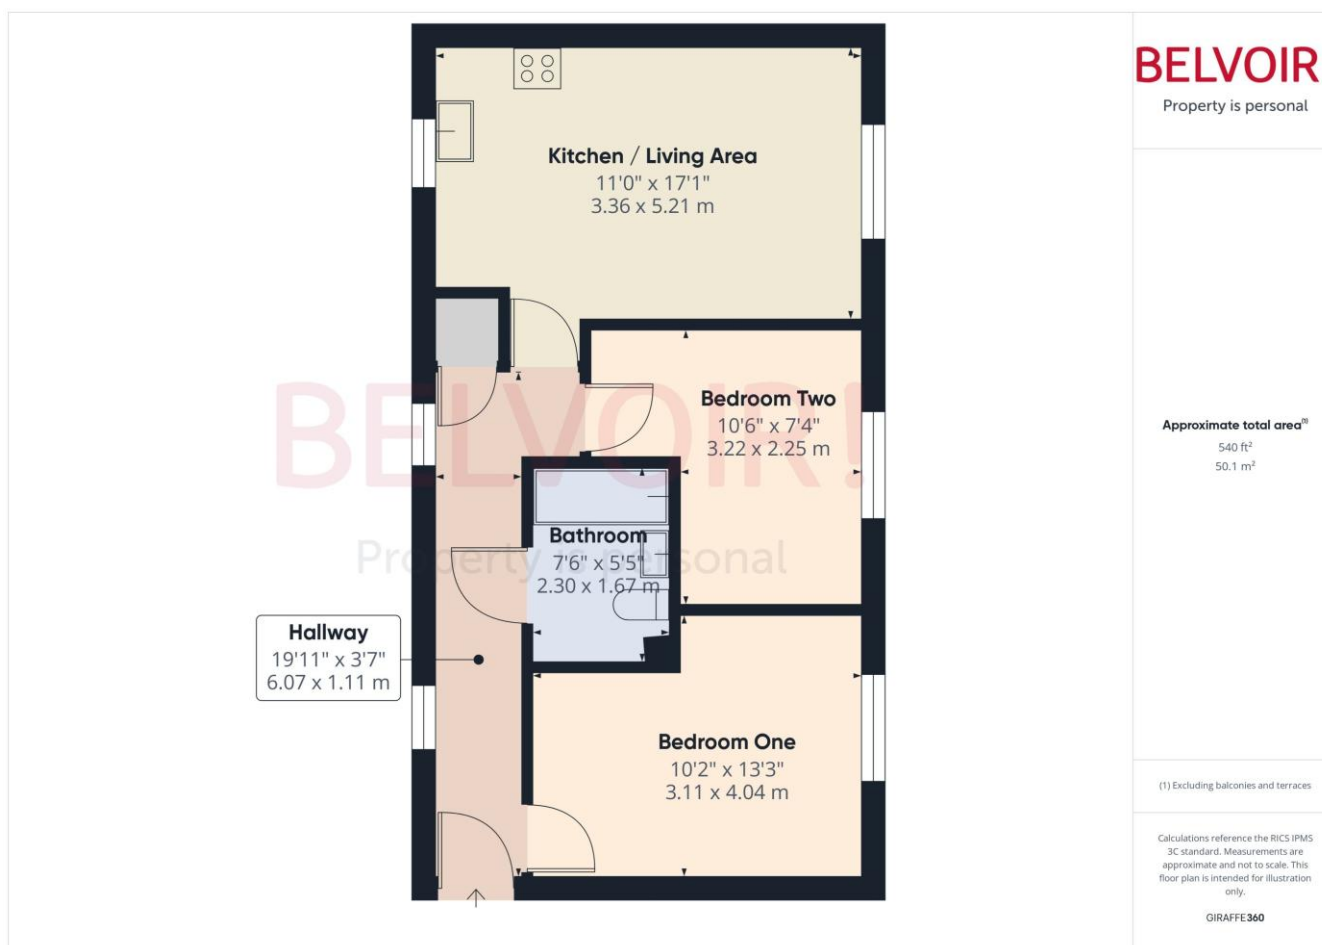 BELVOIR
Property is personal
Kitchen / Living Area
11'0" x 17'1"
3.36 x 5.21 m
Bedroom Two
10'6" x 7'4"
3.22 x 2.25 m
BELVOIR!
Property is personal
Bathroom
7'6" x 5'5"
2.30 x 1.67 m
Hallway
19'11" x 3'7"
6.07 x 1.11 m
Bedroom One
10'2" x 13'3"
3.11 x 4.04 m
Approximate total area(1)
540 ft²
50.1 m²
(1) Excluding balconies and terraces
Calculations reference the RICS IPMS
3C standard. Measurements are
approximate and not to scale. This
floor plan is intended for illustration
only.
GIRAFFE360